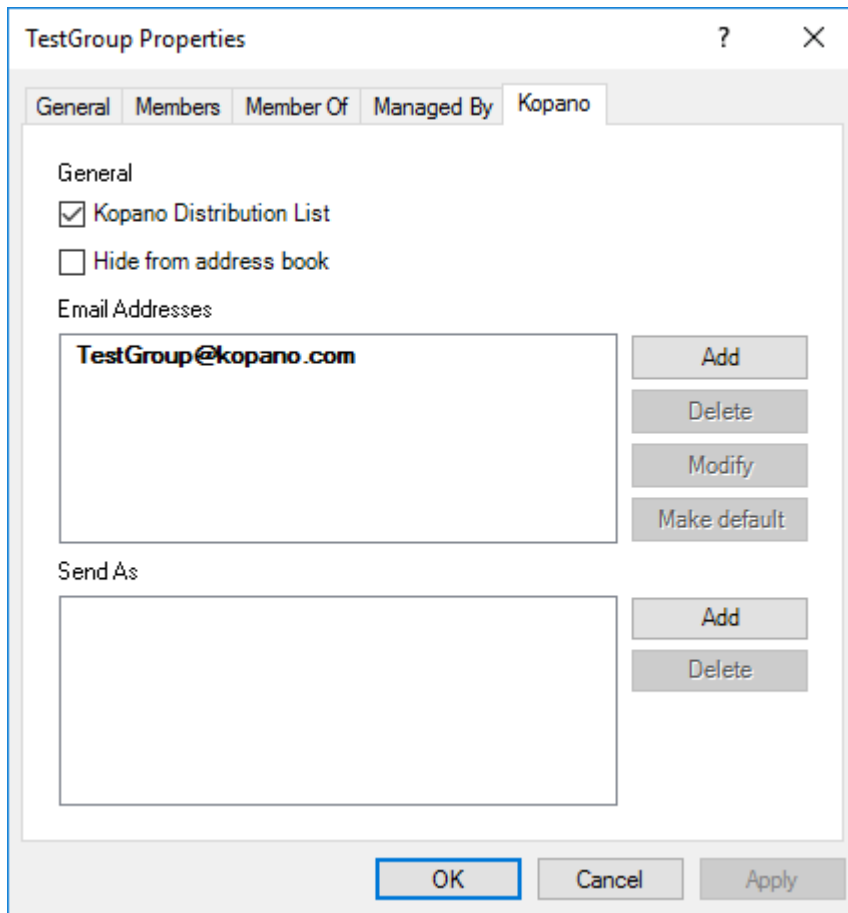 TestGroup Properties
?
General Members Member Of Managed By Kopano
General
Kopano Distribution List
Hide from address book
Email Addresses
TestGroup@kopano.com
Add
Delete
Modify
Make default
Send As
Add
Delete
OK Cancel Apply